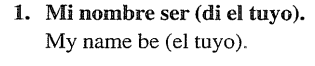 1. Mi nombre ser (di el tuyo).
My name be (el tuyo).